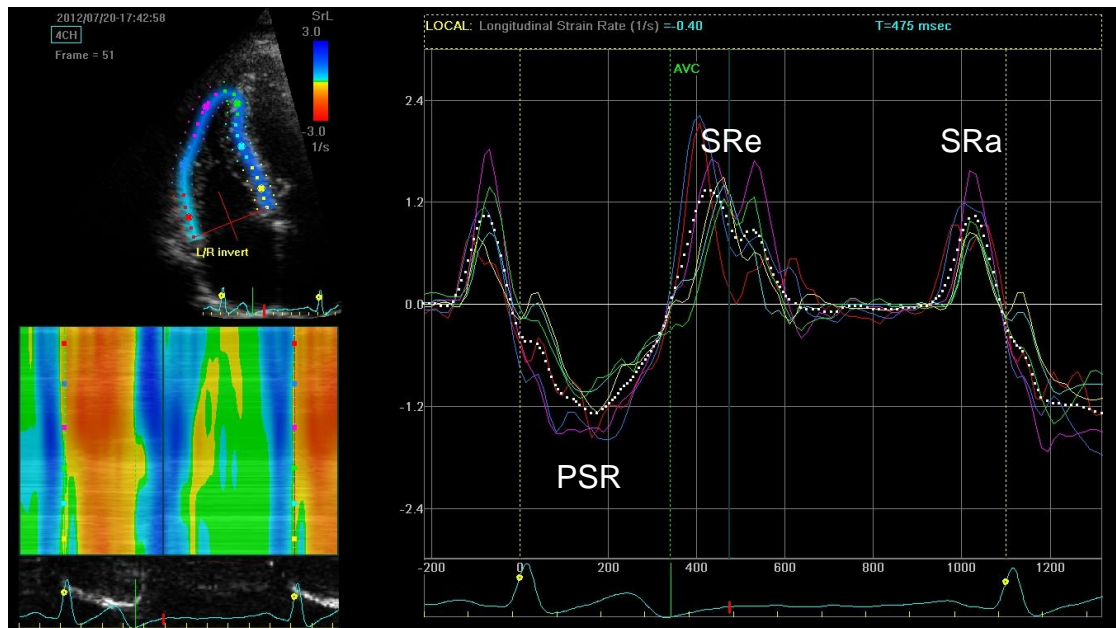 2012/07/20-17:42:58
4CH
Frame = 51
SrL
3.0
-3.0
1/s
L/R invert
LOCAL: Longitudinal Strain Rate (1/s) =-0.40 T=475 msec
AVC
2.4
SRe
SRa
1.2
0.0
-1.2
PSR
-2.4
-200 0 200 400 600 800 1000 1200